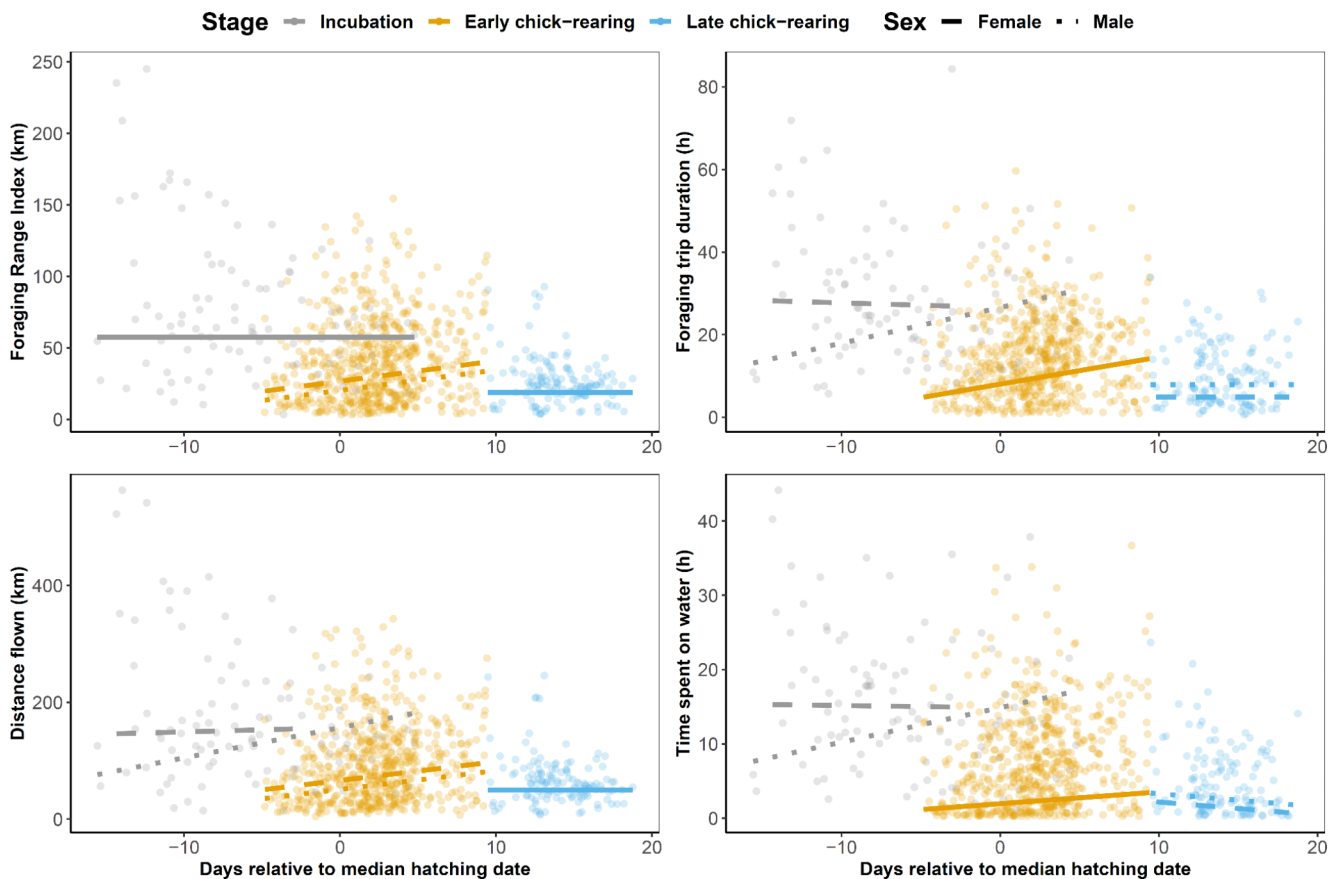 Stage Incubation Early chick−rearing Late chick−rearing Sex Female Male
Foraging Range Index (km)
250
200
150
100
50
0
−10 0 10 20
Foraging trip duration (h)
80
60
40
20
0
−10 0 10 20
Distance flown (km)
400
200
0
−10 0 10 20
Days relative to median hatching date
Time spent on water (h)
40
30
20
10
0
−10 0 10 20
Days relative to median hatching date